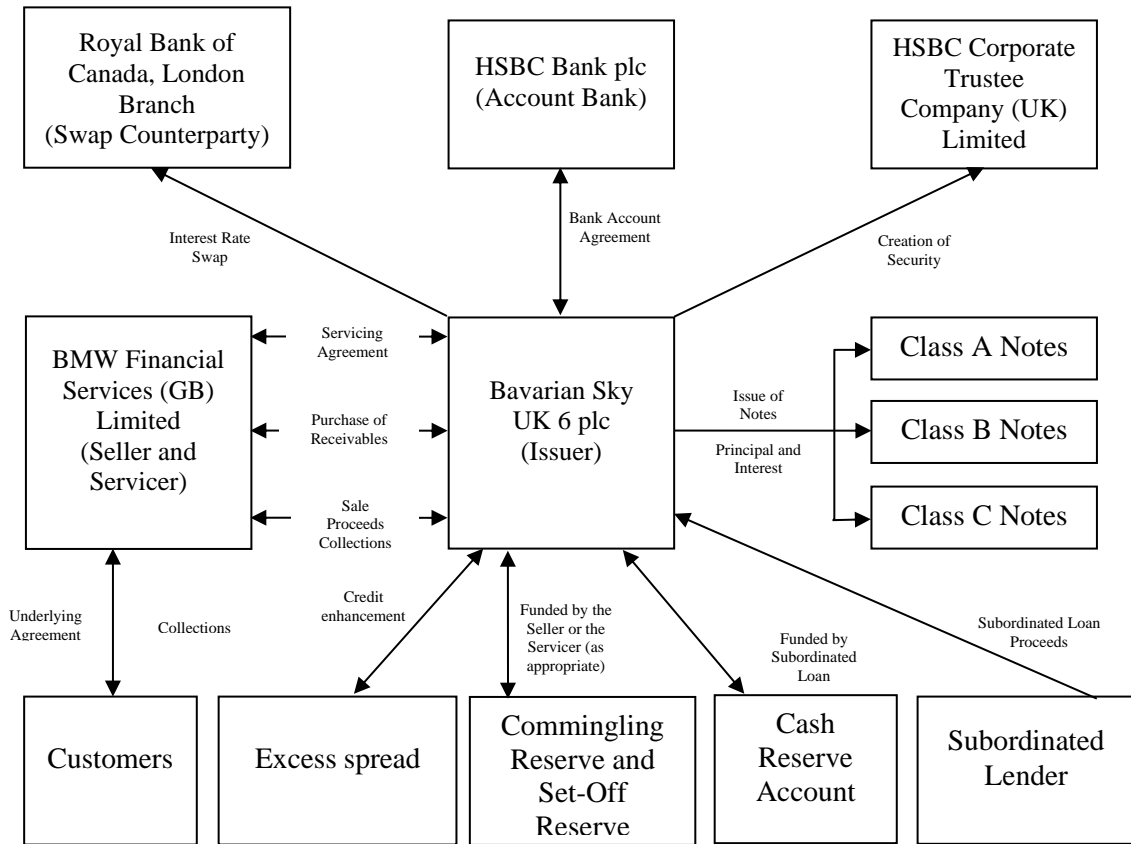 Royal Bank of
Canada, London
Branch
(Swap Counterparty)
HSBC Bank plc
(Account Bank)
HSBC Corporate
Trustee
Company (UK)
Limited
Interest Rate
Swap
Bank Account
Agreement
Creation of
Security
BMW Financial
Services (GB)
Limited
(Seller and
Servicer)
Servicing
Agreement
Purchase of
Receivables
Sale
Proceeds
Collections
Bavarian Sky
UK 6 plc
(Issuer)
Issue of
Notes
Principal and
Interest
Class A Notes
Class B Notes
Class C Notes
Underlying
Agreement
Collections
Credit
enhancement
Funded by the
Seller or the
Servicer (as
appropriate)
Funded by
Subordinated
Loan
Subordinated Loan
Proceeds
Customers
Excess spread
Commingling
Reserve and
Set-Off
Reserve
Cash
Reserve
Account
Subordinated
Lender